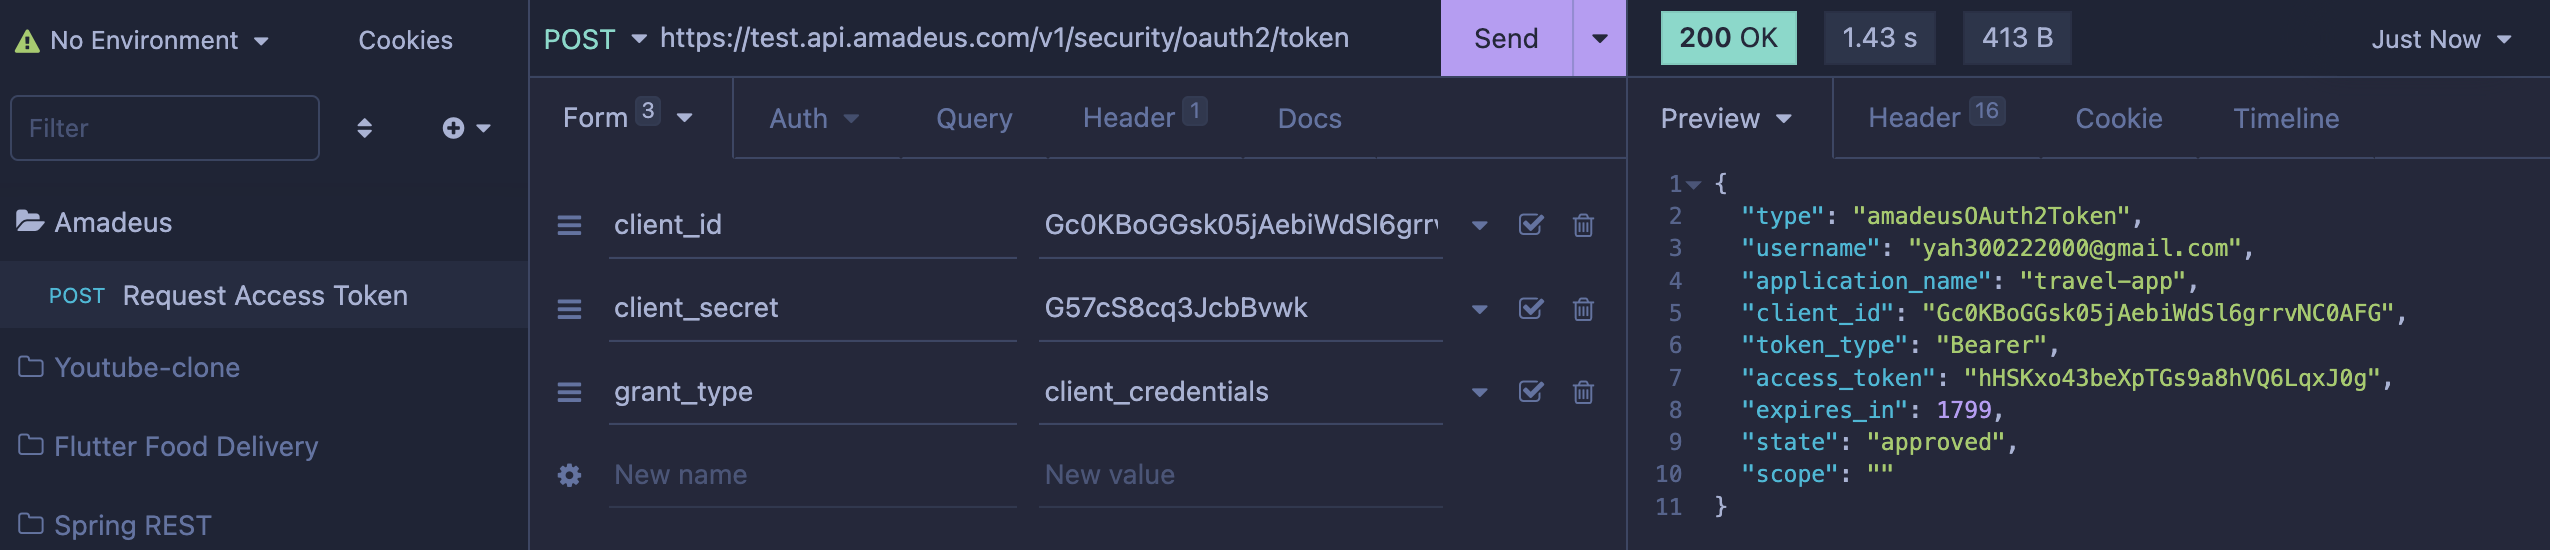 No Environment Cookies
Filter
Amadeus
POST Request Access Token
Youtube-clone
Flutter Food Delivery
Spring REST
POST https://test.api.amadeus.com/v1/security/oauth2/token Send
Form 3 Auth Query Header 1 Docs
client_id Gc0KBoGGsk05jAebiWdSl6grrv
client_secret G57cS8cq3JcbBvwk
grant_type client_credentials
New name New value
200 OK 1.43 s 413 B Just Now
Preview Header 16 Cookie Timeline
1 {
2 "type": "amadeusOAuth2Token",
3 "username": "yah300222000@gmail.com",
4 "application_name": "travel-app",
5 "client_id": "Gc0KBoGGsk05jAebiWdSl6grrvNC0AFG",
6 "token_type": "Bearer",
7 "access_token": "hHSKxo43beXpTGs9a8hVQ6LqxJ0g",
8 "expires_in": 1799,
9 "state": "approved",
10 "scope": ""
11 }